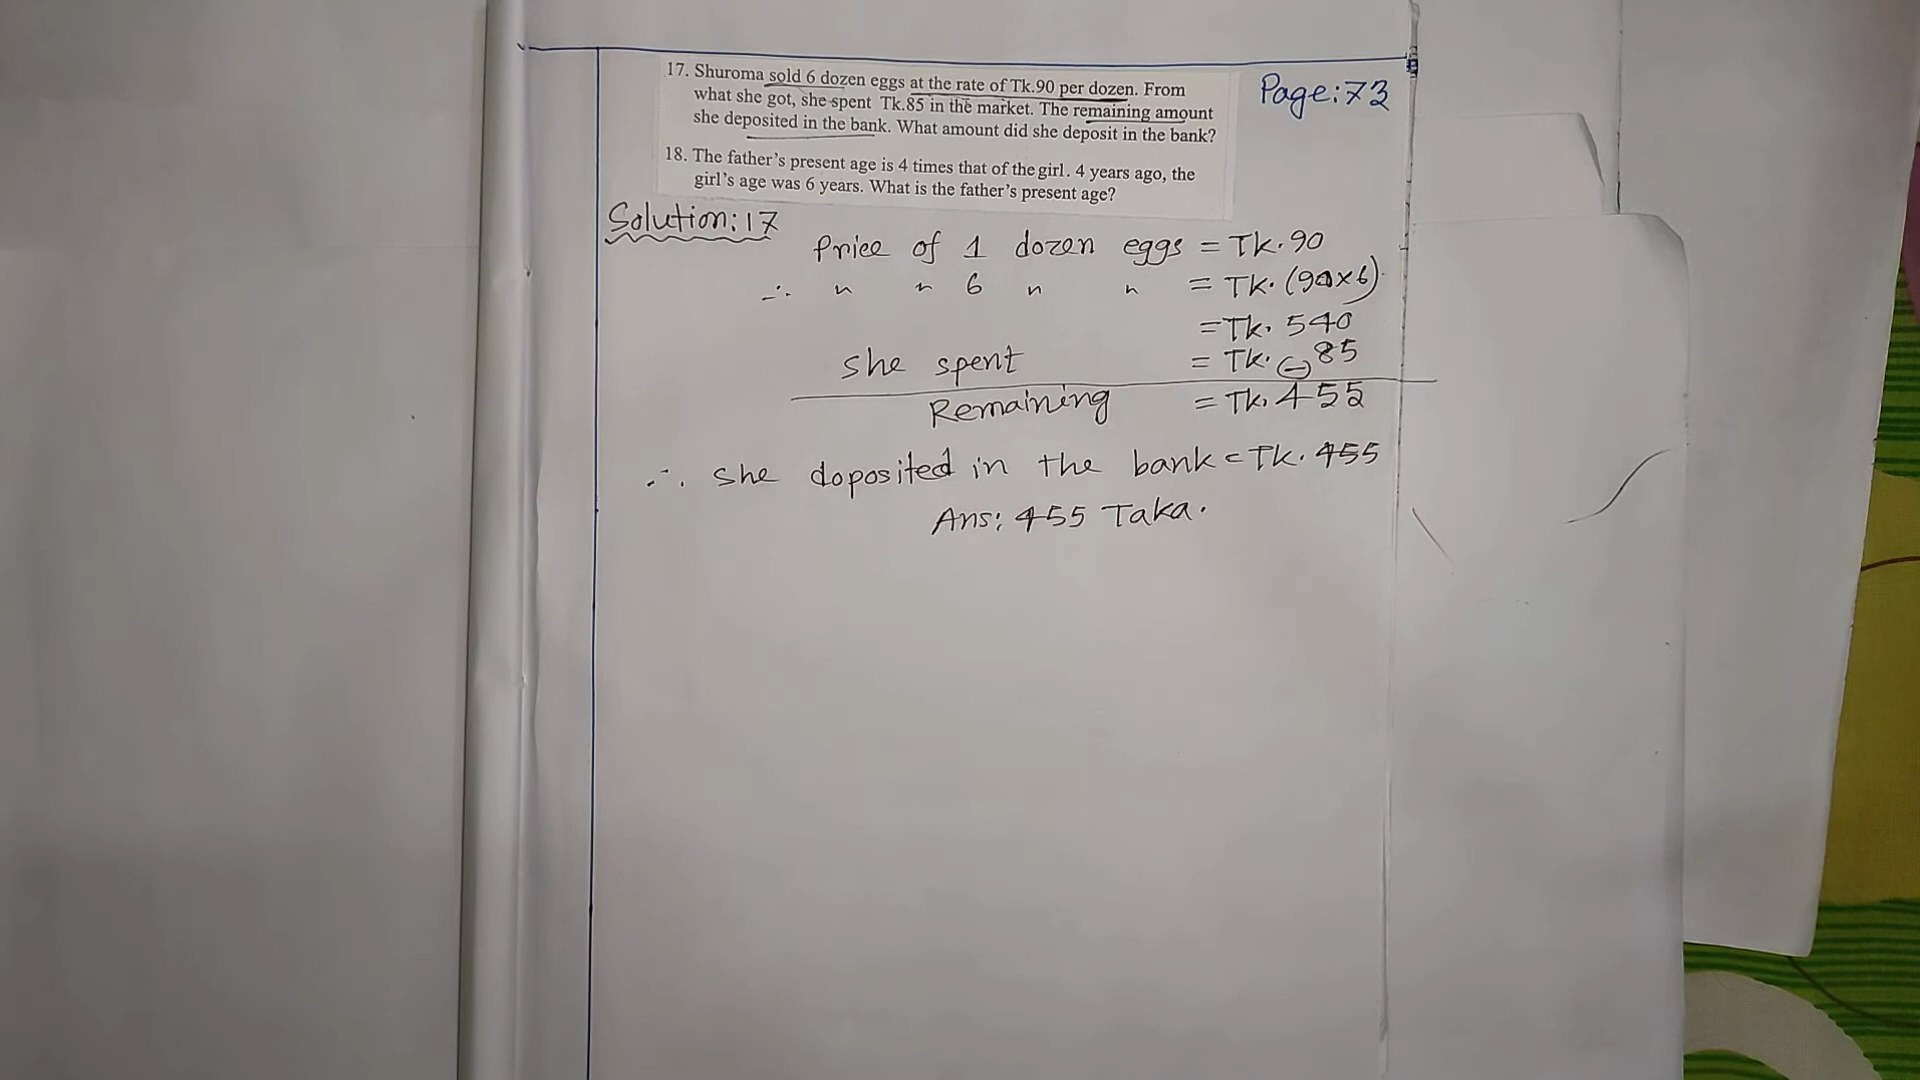 17. Shuroma sold 6 dozen eggs at the rate of Tk.90 per dozen. From
what she got, she spent Tk.85 in the market. The remaining amount
she deposited in the bank. What amount did she deposit in the bank?
18. The father's present age is 4 times that of the girl. 4 years ago, the
girl's age was 6 years. What is the father's present age?
Page:73
Solution:17
Price of 1 dozen eggs = Tk.90
∴ " " 6 " " = Tk. (90×6)
=Tk. 540
she spent = Tk. (-) 85
Remaining = Tk. 455
∴ she doposited in the bank = Tk. 455
Ans: 455 Taka.